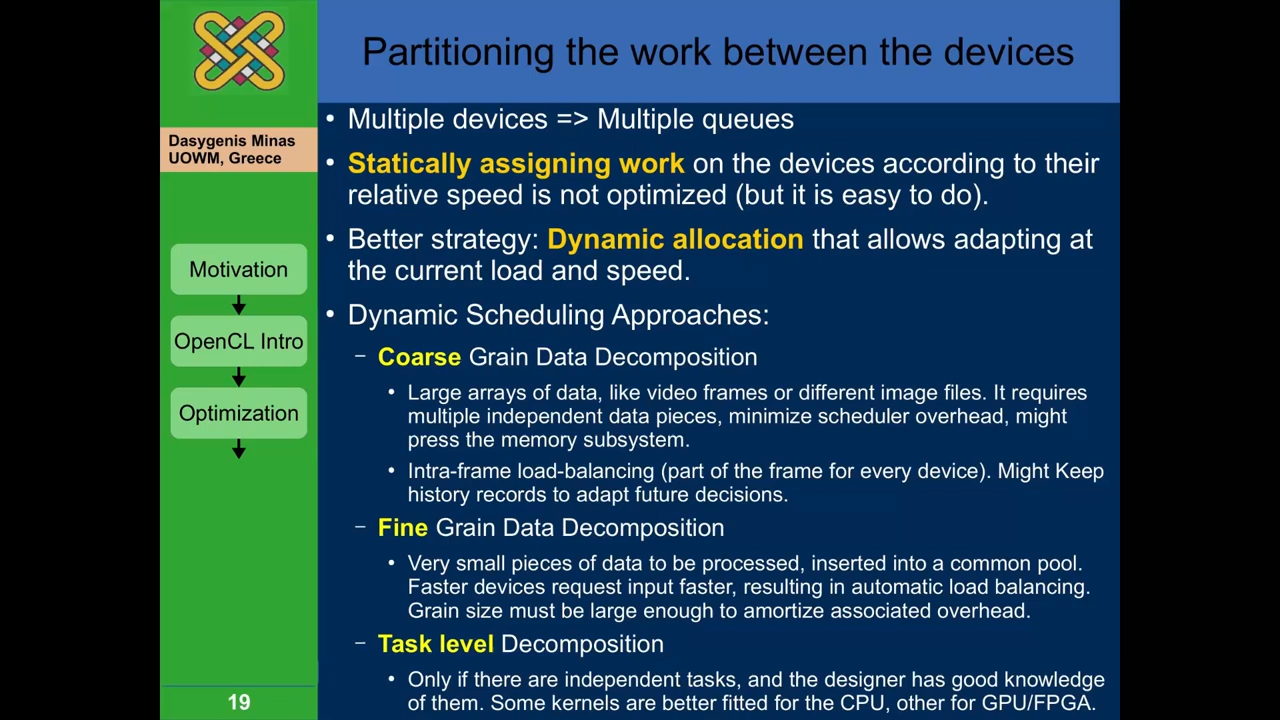 Partitioning the work between the devices
Dasygenis Minas
UOWM, Greece
Motivation
OpenCL Intro
Optimization
19
• Multiple devices => Multiple queues
• Statically assigning work on the devices according to their
relative speed is not optimized (but it is easy to do).
• Better strategy: Dynamic allocation that allows adapting at
the current load and speed.
• Dynamic Scheduling Approaches:
– Coarse Grain Data Decomposition
• Large arrays of data, like video frames or different image files. It requires
multiple independent data pieces, minimize scheduler overhead, might
press the memory subsystem.
• Intra-frame load-balancing (part of the frame for every device). Might Keep
history records to adapt future decisions.
– Fine Grain Data Decomposition
• Very small pieces of data to be processed, inserted into a common pool.
Faster devices request input faster, resulting in automatic load balancing.
Grain size must be large enough to amortize associated overhead.
– Task level Decomposition
• Only if there are independent tasks, and the designer has good knowledge
of them. Some kernels are better fitted for the CPU, other for GPU/FPGA.